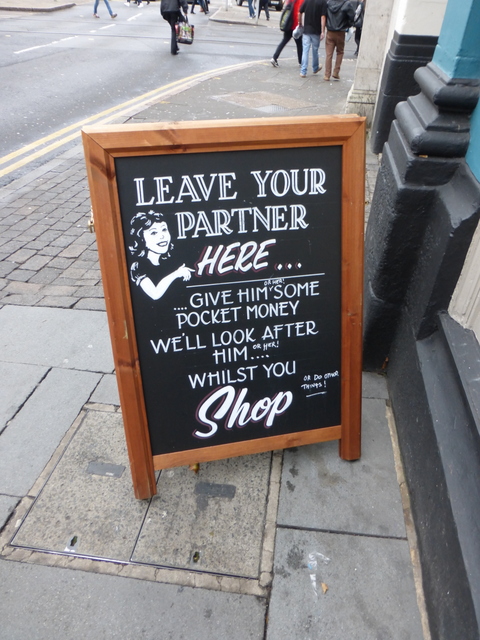 LEAVE YOUR
PARTNER
HERE...
OR HER!
....GIVE HIM SOME
POCKET MONEY
WE'LL LOOK AFTER
HIM.... OR HER!
WHILST YOU
OR DO OTHER
THINGS!
Shop